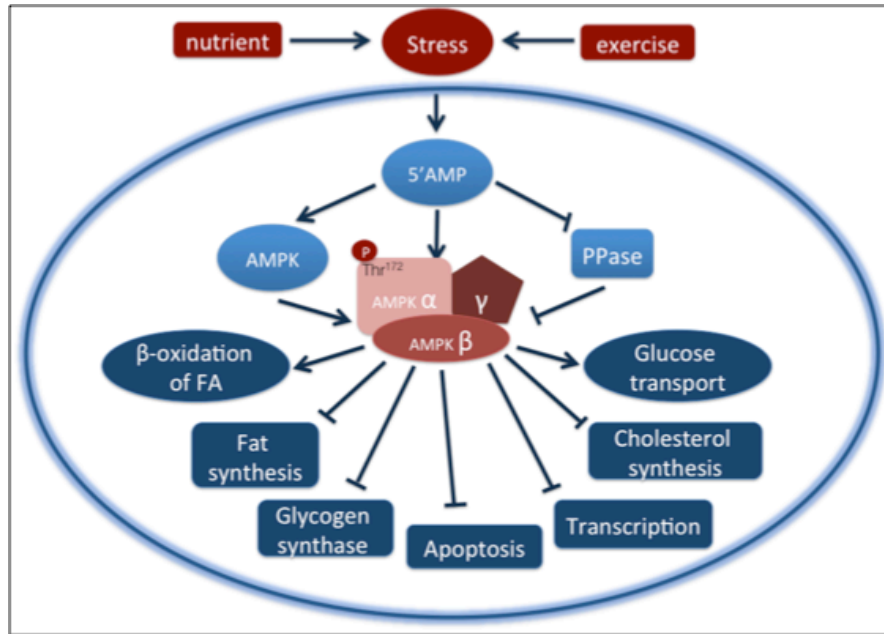 nutrient
Stress
exercise
5'AMP
AMPK
P
Thr172
PPase
AMPK α
γ
AMPK β
β-oxidation
of FA
Glucose
transport
Fat
synthesis
Cholesterol
synthesis
Glycogen
synthase
Apoptosis
Transcription